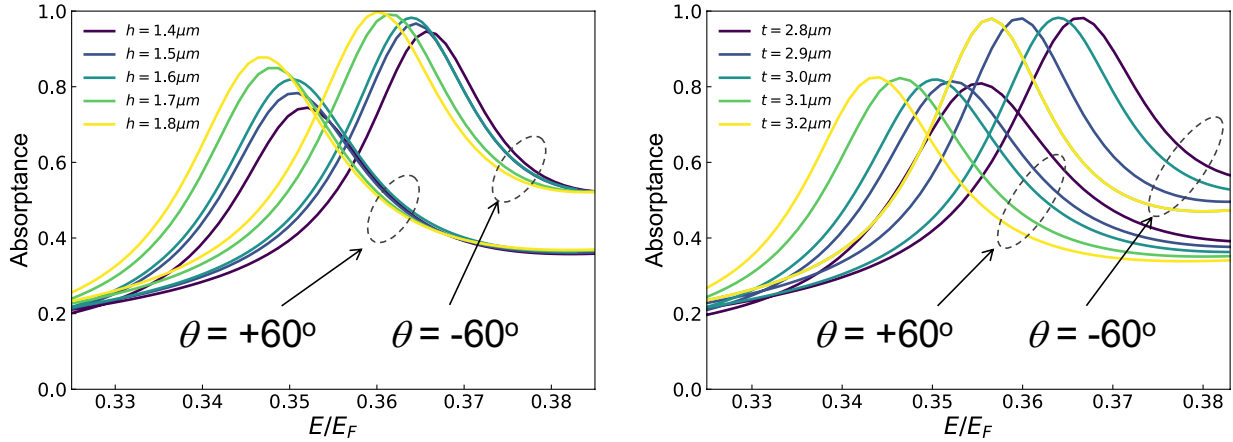 1.0
0.8
0.6
0.4
0.2
0.0
Absorptance
h = 1.4μm
h = 1.5μm
h = 1.6μm
h = 1.7μm
h = 1.8μm
θ = +60º
θ = -60º
0.33 0.34 0.35 0.36 0.37 0.38
E/E_F
1.0
0.8
0.6
0.4
0.2
0.0
Absorptance
t = 2.8μm
t = 2.9μm
t = 3.0μm
t = 3.1μm
t = 3.2μm
θ = +60º
θ = -60º
0.33 0.34 0.35 0.36 0.37 0.38
E/E_F